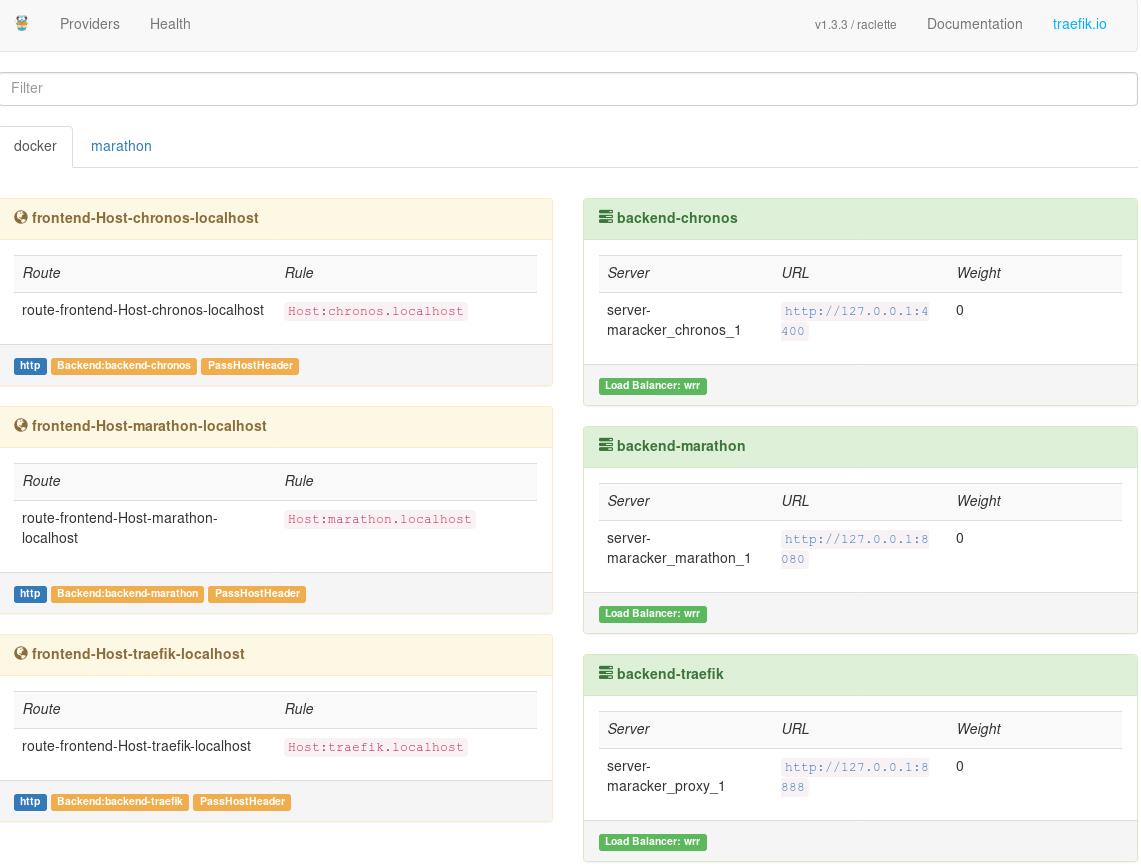 Providers Health v1.3.3 / raclette Documentation traefik.io
Filter
docker marathon
frontend-Host-chronos-localhost
Route Rule
route-frontend-Host-chronos-localhost Host:chronos.localhost
http Backend:backend-chronos PassHostHeader
frontend-Host-marathon-localhost
Route Rule
route-frontend-Host-marathon- Host:marathon.localhost
localhost
http Backend:backend-marathon PassHostHeader
frontend-Host-traefik-localhost
Route Rule
route-frontend-Host-traefik-localhost Host:traefik.localhost
http Backend:backend-traefik PassHostHeader
backend-chronos
Server URL Weight
server- http://127.0.0.1:4 0
maracker_chronos_1 400
Load Balancer: wrr
backend-marathon
Server URL Weight
server- http://127.0.0.1:8 0
maracker_marathon_1 080
Load Balancer: wrr
backend-traefik
Server URL Weight
server- http://127.0.0.1:8 0
maracker_proxy_1 888
Load Balancer: wrr